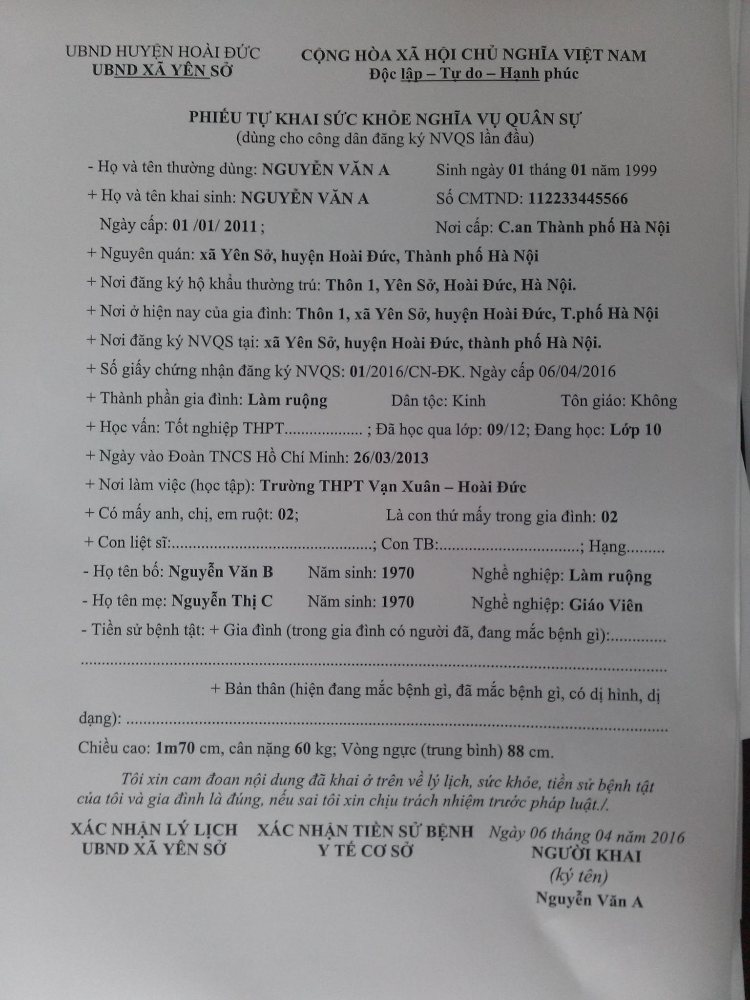 UBND HUYỆN HOÀI ĐỨC
UBND XÃ YÊN SỞ
CỘNG HÒA XÃ HỘI CHỦ NGHĨA VIỆT NAM
Độc lập – Tự do – Hạnh phúc
PHIẾU TỰ KHAI SỨC KHỎE NGHĨA VỤ QUÂN SỰ
(dùng cho công dân đăng ký NVQS lần đầu)
- Họ và tên thường dùng: NGUYỄN VĂN A Sinh ngày 01 tháng 01 năm 1999
+ Họ và tên khai sinh: NGUYỄN VĂN A Số CMTND: 112233445566
Ngày cấp: 01 /01/ 2011 ; Nơi cấp: C.an Thành phố Hà Nội
+ Nguyên quán: xã Yên Sở, huyện Hoài Đức, Thành phố Hà Nội
+ Nơi đăng ký hộ khẩu thường trú: Thôn 1, Yên Sở, Hoài Đức, Hà Nội.
+ Nơi ở hiện nay của gia đình: Thôn 1, xã Yên Sở, huyện Hoài Đức, T.phố Hà Nội
+ Nơi đăng ký NVQS tại: xã Yên Sở, huyện Hoài Đức, thành phố Hà Nội.
+ Số giấy chứng nhận đăng ký NVQS: 01/2016/CN-ĐK. Ngày cấp 06/04/2016
+ Thành phần gia đình: Làm ruộng Dân tộc: Kinh Tôn giáo: Không
+ Học vấn: Tốt nghiệp THPT................... ; Đã học qua lớp: 09/12; Đang học: Lớp 10
+ Ngày vào Đoàn TNCS Hồ Chí Minh: 26/03/2013
+ Nơi làm việc (học tập): Trường THPT Vạn Xuân – Hoài Đức
+ Có mấy anh, chị, em ruột: 02; Là con thứ mấy trong gia đình: 02
+ Con liệt sĩ:................................................; Con TB:..................................; Hạng.........
- Họ tên bố: Nguyễn Văn B Năm sinh: 1970 Nghề nghiệp: Làm ruộng
- Họ tên mẹ: Nguyễn Thị C Năm sinh: 1970 Nghề nghiệp: Giáo Viên
- Tiền sử bệnh tật: + Gia đình (trong gia đình có người đã, đang mắc bệnh gì):.............
................................................................................................................................................
+ Bản thân (hiện đang mắc bệnh gì, đã mắc bệnh gì, có dị hình, dị
dạng): ....................................................................................................................................
Chiều cao: 1m70 cm, cân nặng 60 kg; Vòng ngực (trung bình) 88 cm.
Tôi xin cam đoan nội dung đã khai ở trên về lý lịch, sức khỏe, tiền sử bệnh tật
của tôi và gia đình là đúng, nếu sai tôi xin chịu trách nhiệm trước pháp luật./.
XÁC NHẬN LÝ LỊCH
UBND XÃ YÊN SỞ
XÁC NHẬN TIỀN SỬ BỆNH
Y TẾ CƠ SỞ
Ngày 06 tháng 04 năm 2016
NGƯỜI KHAI
(ký tên)
Nguyễn Văn A